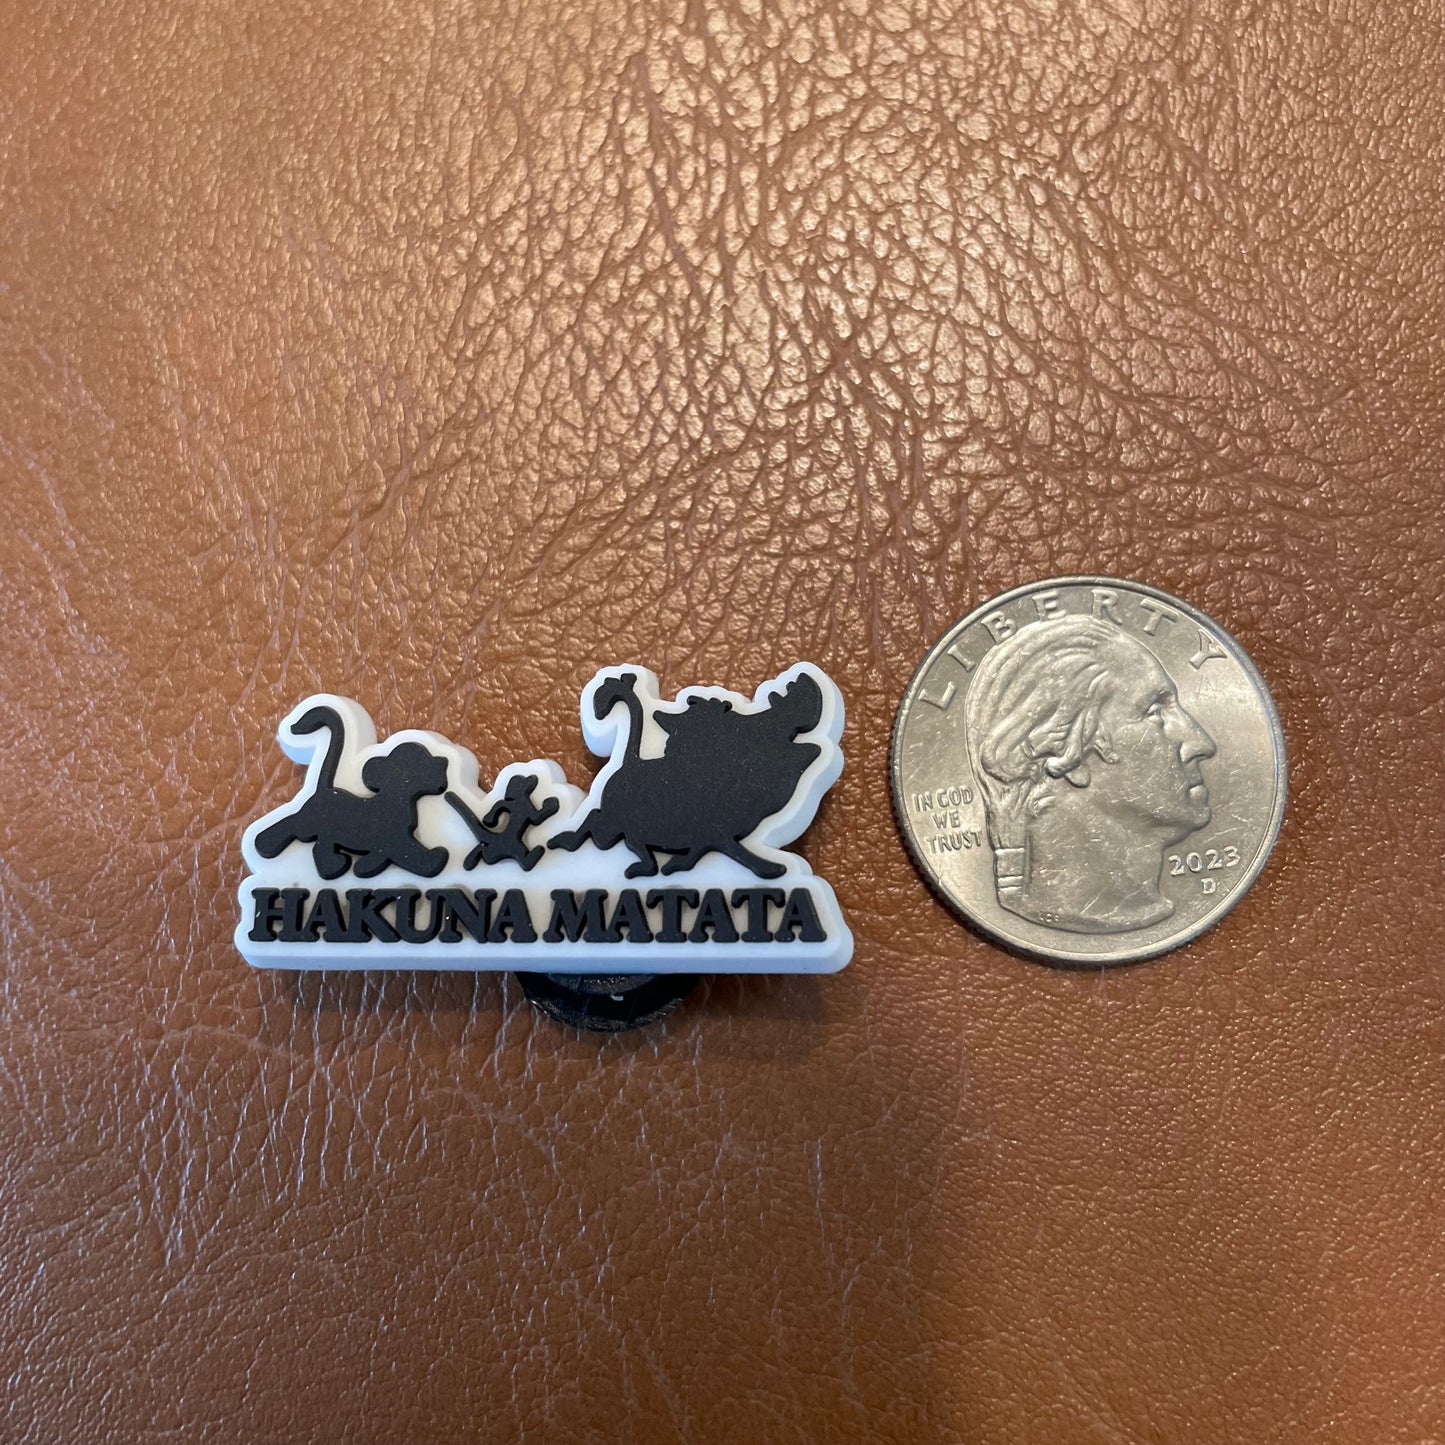 HAKUNA MATATA
LIBERTY
IN GOD
WE
TRUST
2023
D